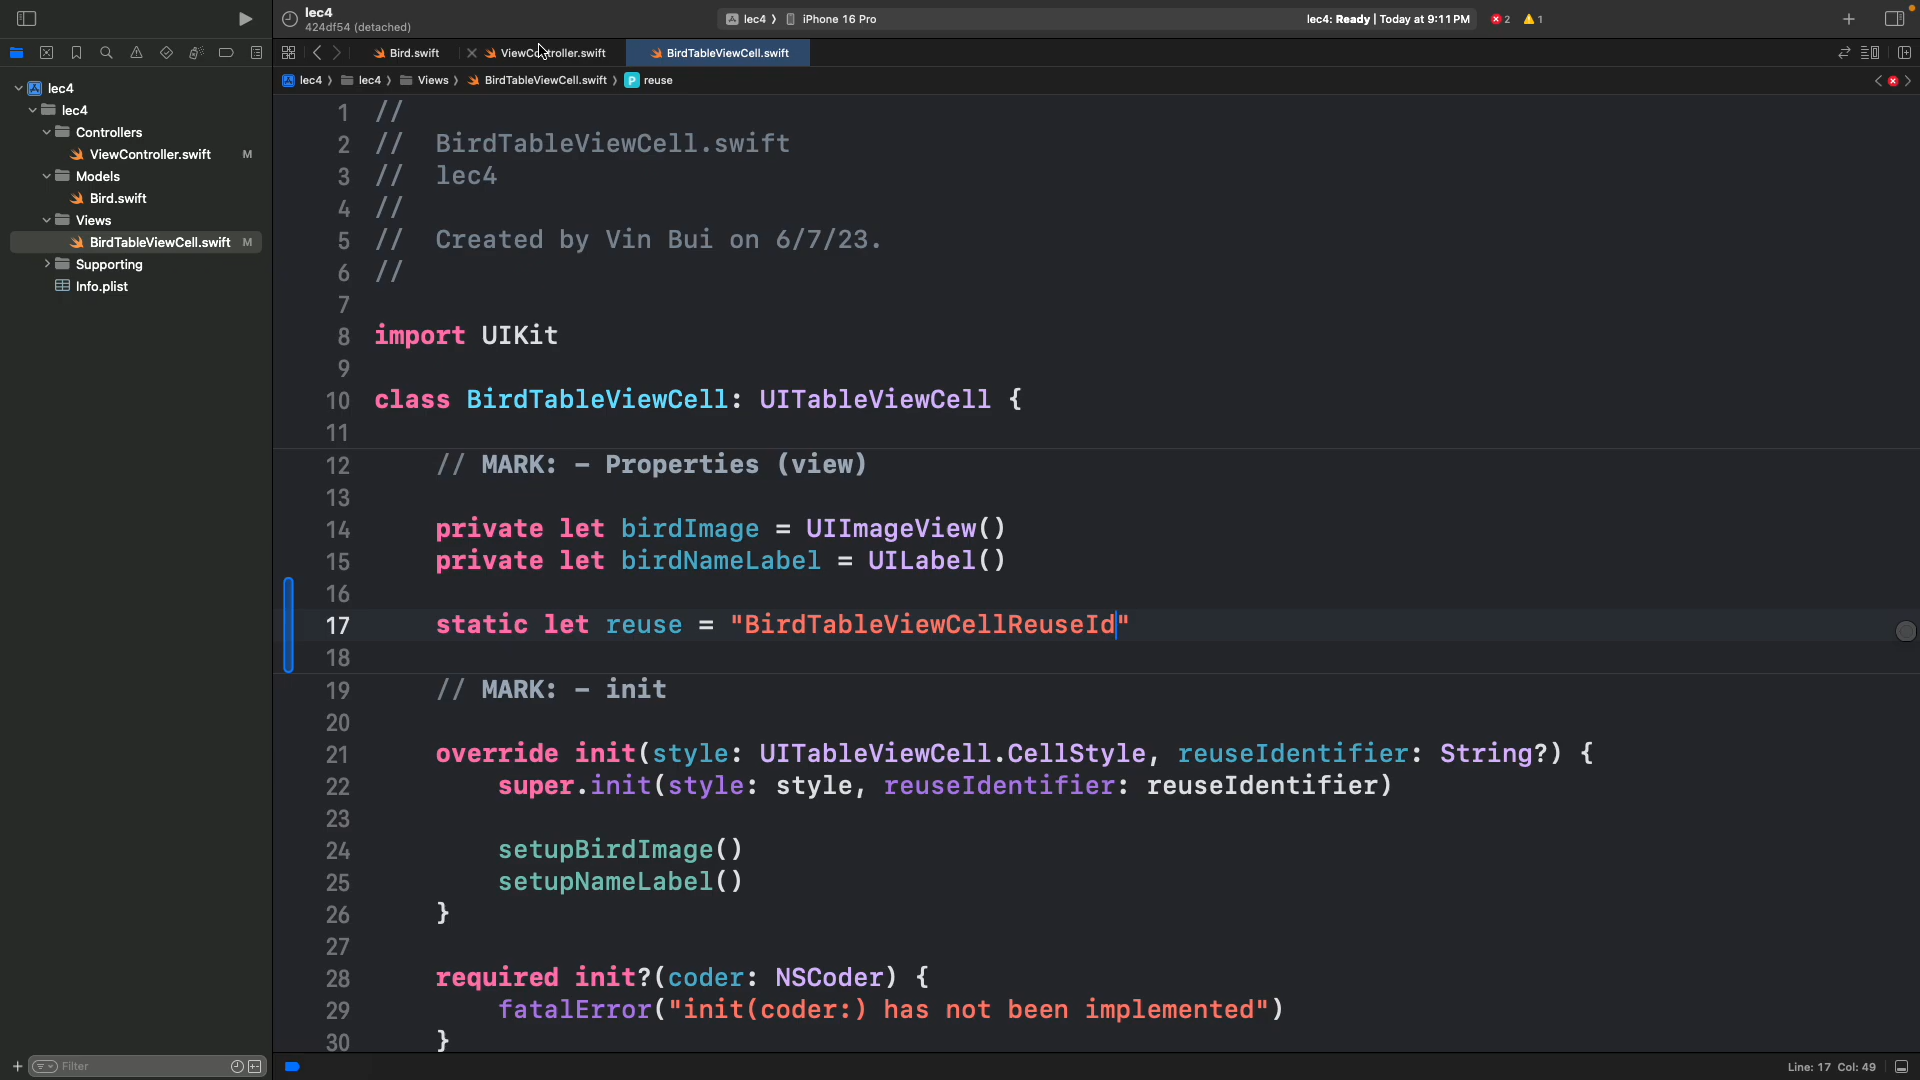 lec4
424df54 (detached)
lec4 ⟩ iPhone 16 Pro
lec4: Ready | Today at 9:11 PM
2
1
Bird.swift
ViewController.swift
BirdTableViewCell.swift
lec4 ⟩ lec4 ⟩ Views ⟩ BirdTableViewCell.swift ⟩ P reuse
lec4
lec4
Controllers
ViewController.swift M
Models
Bird.swift
Views
BirdTableViewCell.swift M
Supporting
Info.plist
1 //
2 // BirdTableViewCell.swift
3 // lec4
4 //
5 // Created by Vin Bui on 6/7/23.
6 //
7
8 import UIKit
9
10 class BirdTableViewCell: UITableViewCell {
11
12 // MARK: - Properties (view)
13
14 private let birdImage = UIImageView()
15 private let birdNameLabel = UILabel()
16
17 static let reuse = "BirdTableViewCellReuseId"
18
19 // MARK: - init
20
21 override init(style: UITableViewCell.CellStyle, reuseIdentifier: String?) {
22 super.init(style: style, reuseIdentifier: reuseIdentifier)
23
24 setupBirdImage()
25 setupNameLabel()
26 }
27
28 required init?(coder: NSCoder) {
29 fatalError("init(coder:) has not been implemented")
30 }
Filter
Line: 17 Col: 49